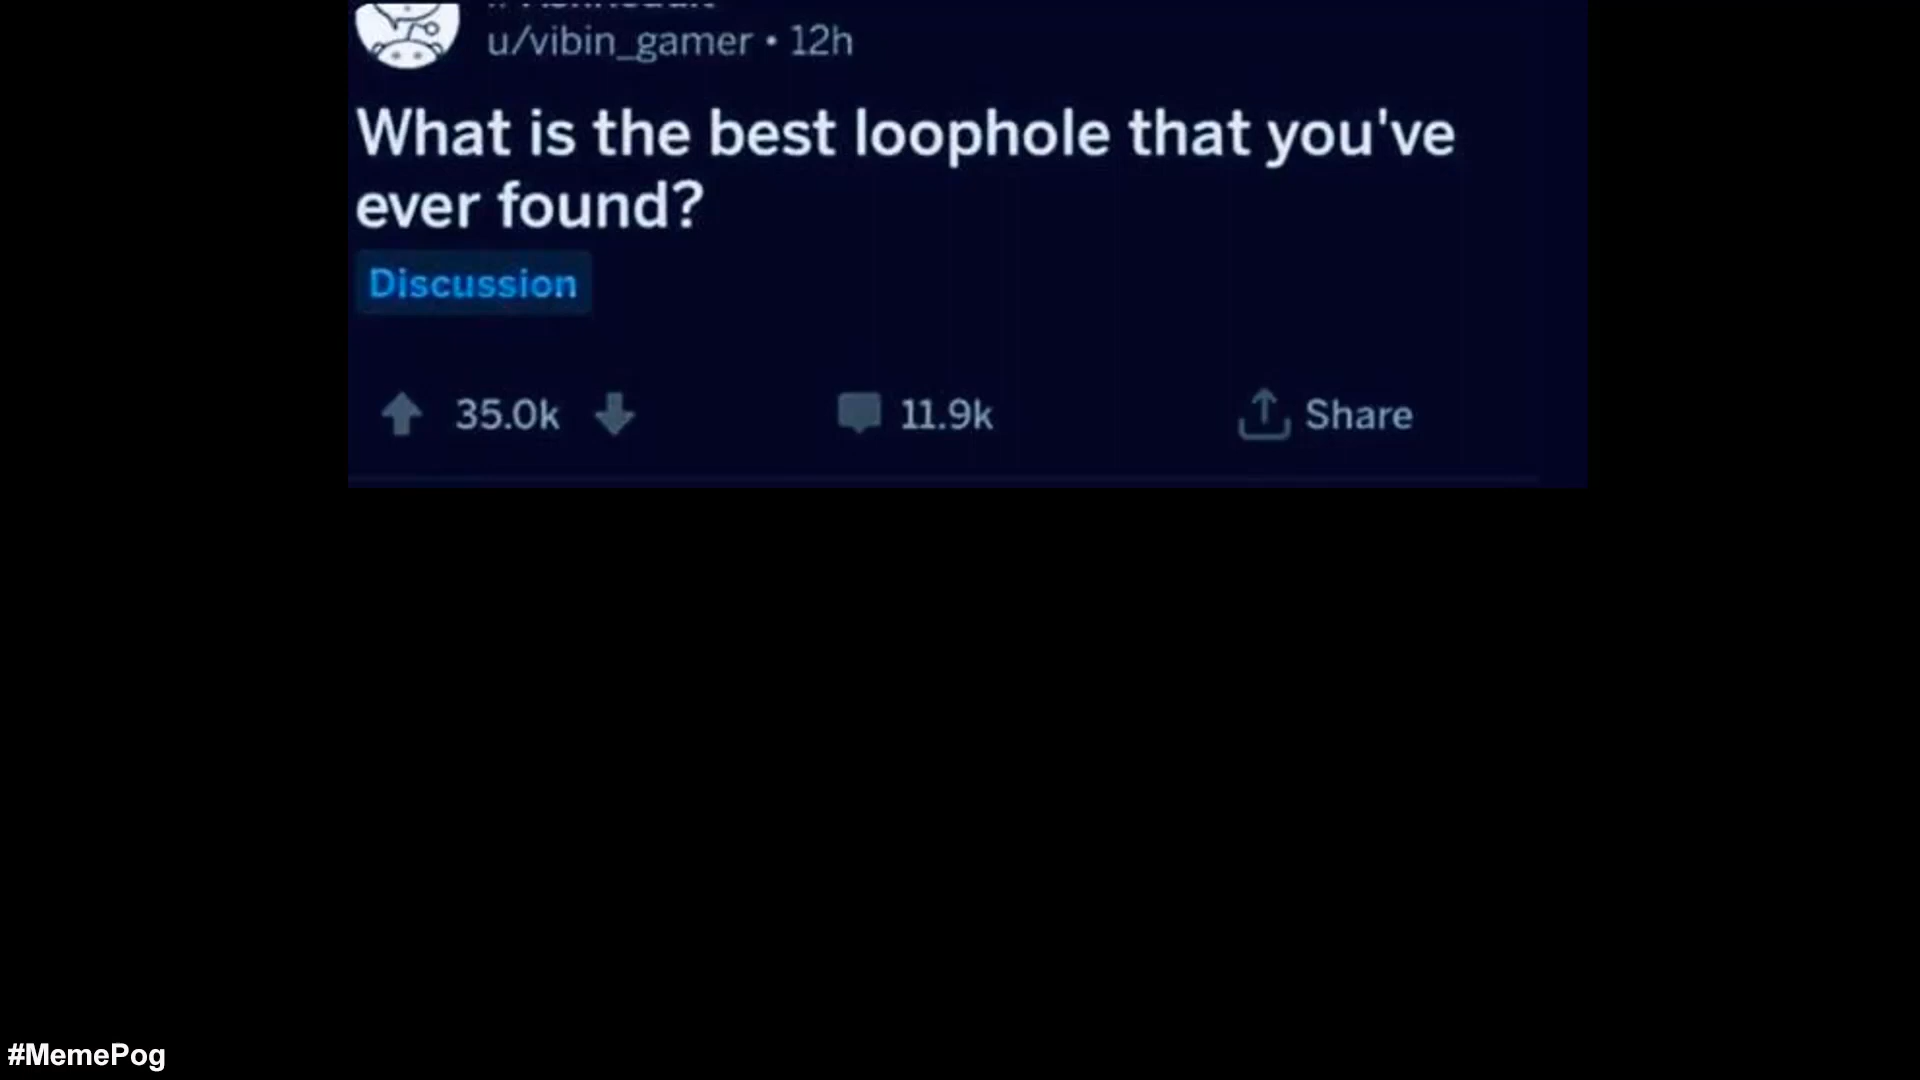 u/vibin_gamer • 12h
What is the best loophole that you've
ever found?
Discussion
35.0k
11.9k
Share
#MemePog